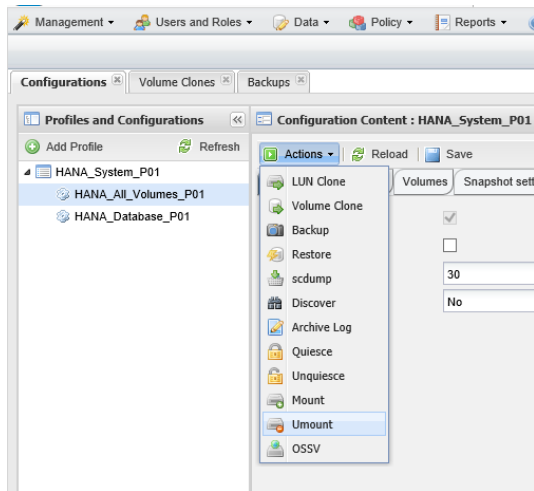 Management Users and Roles Data Policy Reports
Configurations Volume Clones Backups
Profiles and Configurations
Add Profile Refresh
HANA_System_P01
HANA_All_Volumes_P01
HANA_Database_P01
Configuration Content : HANA_System_P01
Actions Reload Save
Volumes Snapshot sett
LUN Clone
Volume Clone
Backup
Restore
scdump
Discover
Archive Log
Quiesce
Unquiesce
Mount
Umount
OSSV
30
No